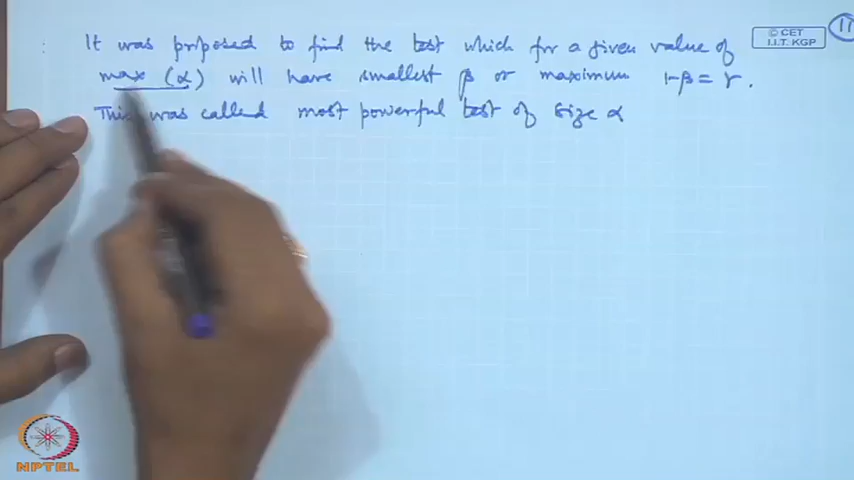 It was proposed to find the test which for a given value of
max (α) will have smallest β or maximum 1-β = γ.
This was called most powerful test of size α
© CET
I.I.T. KGP
11
NPTEL